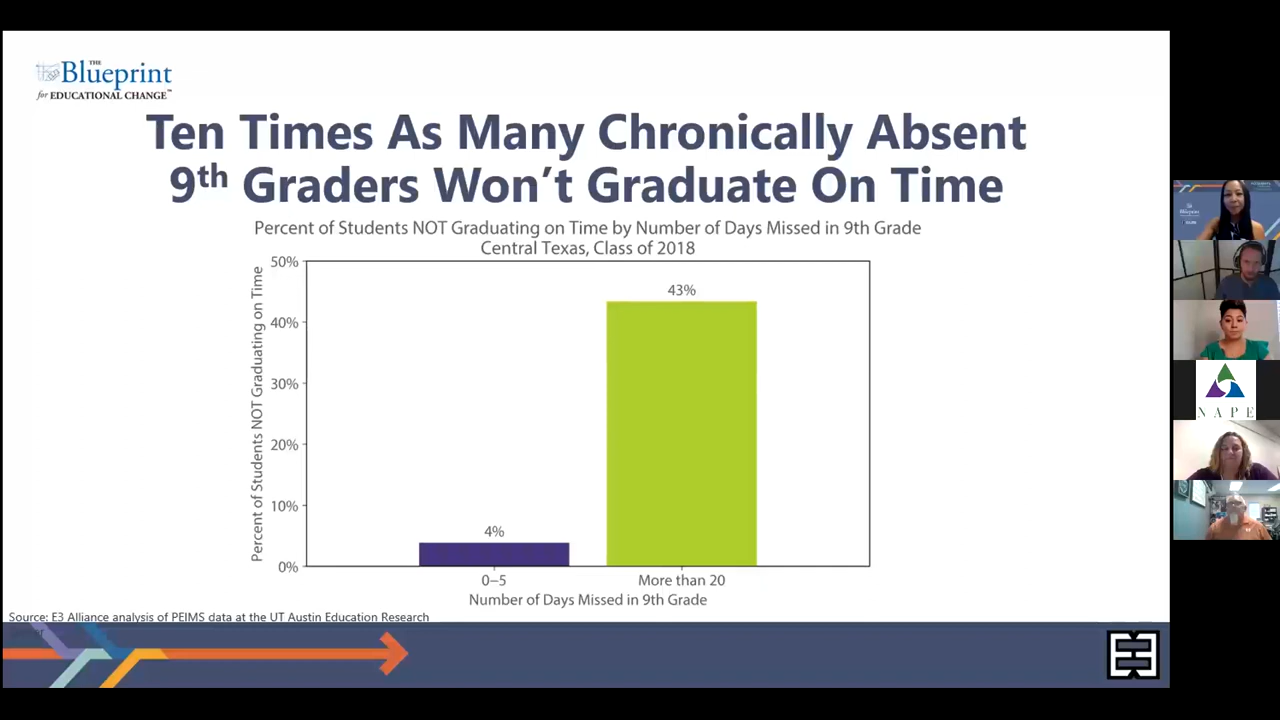 THE
Blueprint
for EDUCATIONAL CHANGE™
Ten Times As Many Chronically Absent
9th Graders Won't Graduate On Time
Percent of Students NOT Graduating on Time by Number of Days Missed in 9th Grade
Central Texas, Class of 2018
Percent of Students NOT Graduating on Time
50%
40%
30%
20%
10%
0%
43%
4%
0–5
More than 20
Number of Days Missed in 9th Grade
Source: E3 Alliance analysis of PEIMS data at the UT Austin Education Research
Blueprint
NAPE